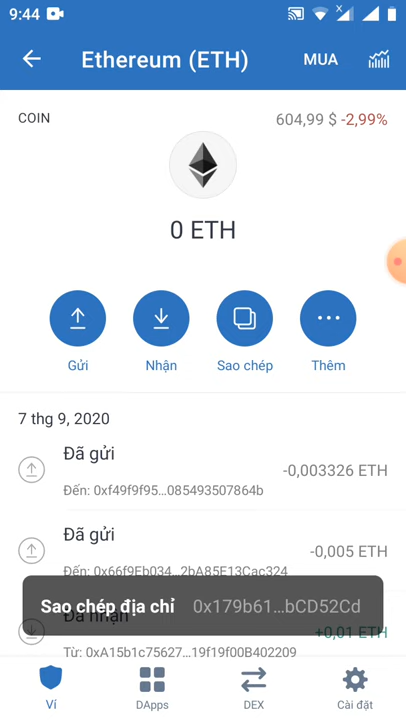 9:44
Ethereum (ETH)
MUA
COIN
604,99 $ -2,99%
0 ETH
Gửi
Nhận
Sao chép
Thêm
7 thg 9, 2020
Đã gửi
-0,003326 ETH
Đến: 0xf49f9f95...085493507864b
Đã gửi
-0,005 ETH
Đến: 0x66f9Eb034...2bA85E13Cac324
Sao chép địa chỉ 0x179b61...bCD52Cd
Đã nhận
+0,01 ETH
Từ: 0xA15b1c75627...19f19f00B402209
Ví
DApps
DEX
Cài đặt